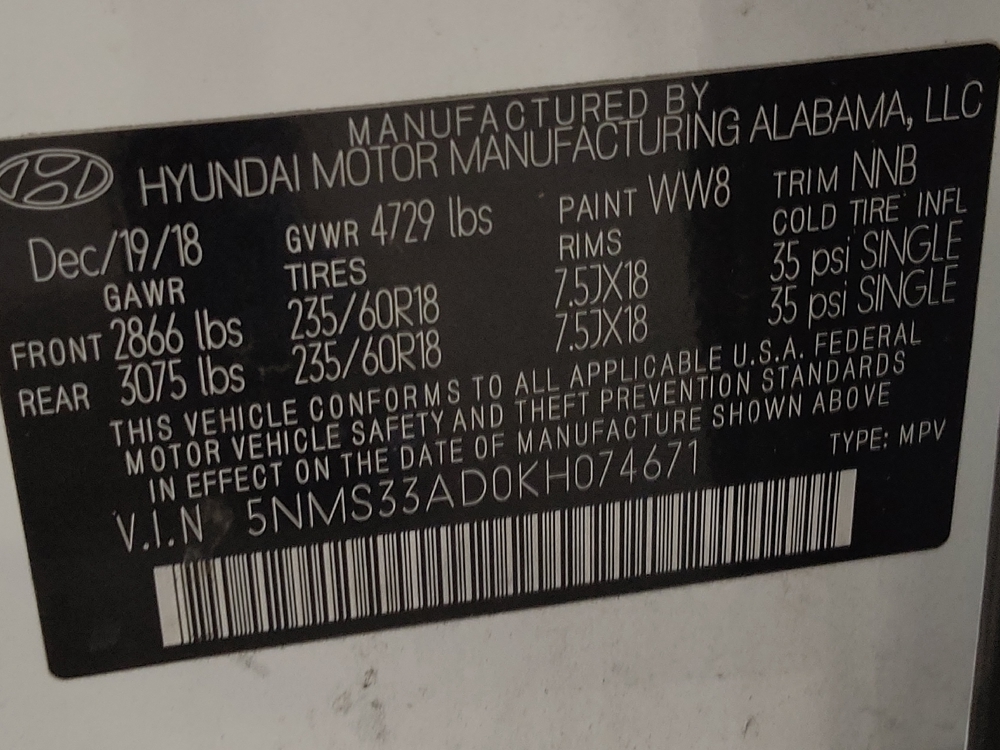 MANUFACTURED BY
HYUNDAI MOTOR MANUFACTURING ALABAMA, LLC
Dec/19/18 GVWR 4729 lbs PAINT WW8 TRIM NNB
GAWR TIRES RIMS COLD TIRE INFL
FRONT 2866 lbs 235/60R18 7.5JX18 35 psi SINGLE
REAR 3075 lbs 235/60R18 7.5JX18 35 psi SINGLE
THIS VEHICLE CONFORMS TO ALL APPLICABLE U.S.A. FEDERAL
MOTOR VEHICLE SAFETY AND THEFT PREVENTION STANDARDS
IN EFFECT ON THE DATE OF MANUFACTURE SHOWN ABOVE
V.I.N 5NMS33AD0KH074671 TYPE: MPV